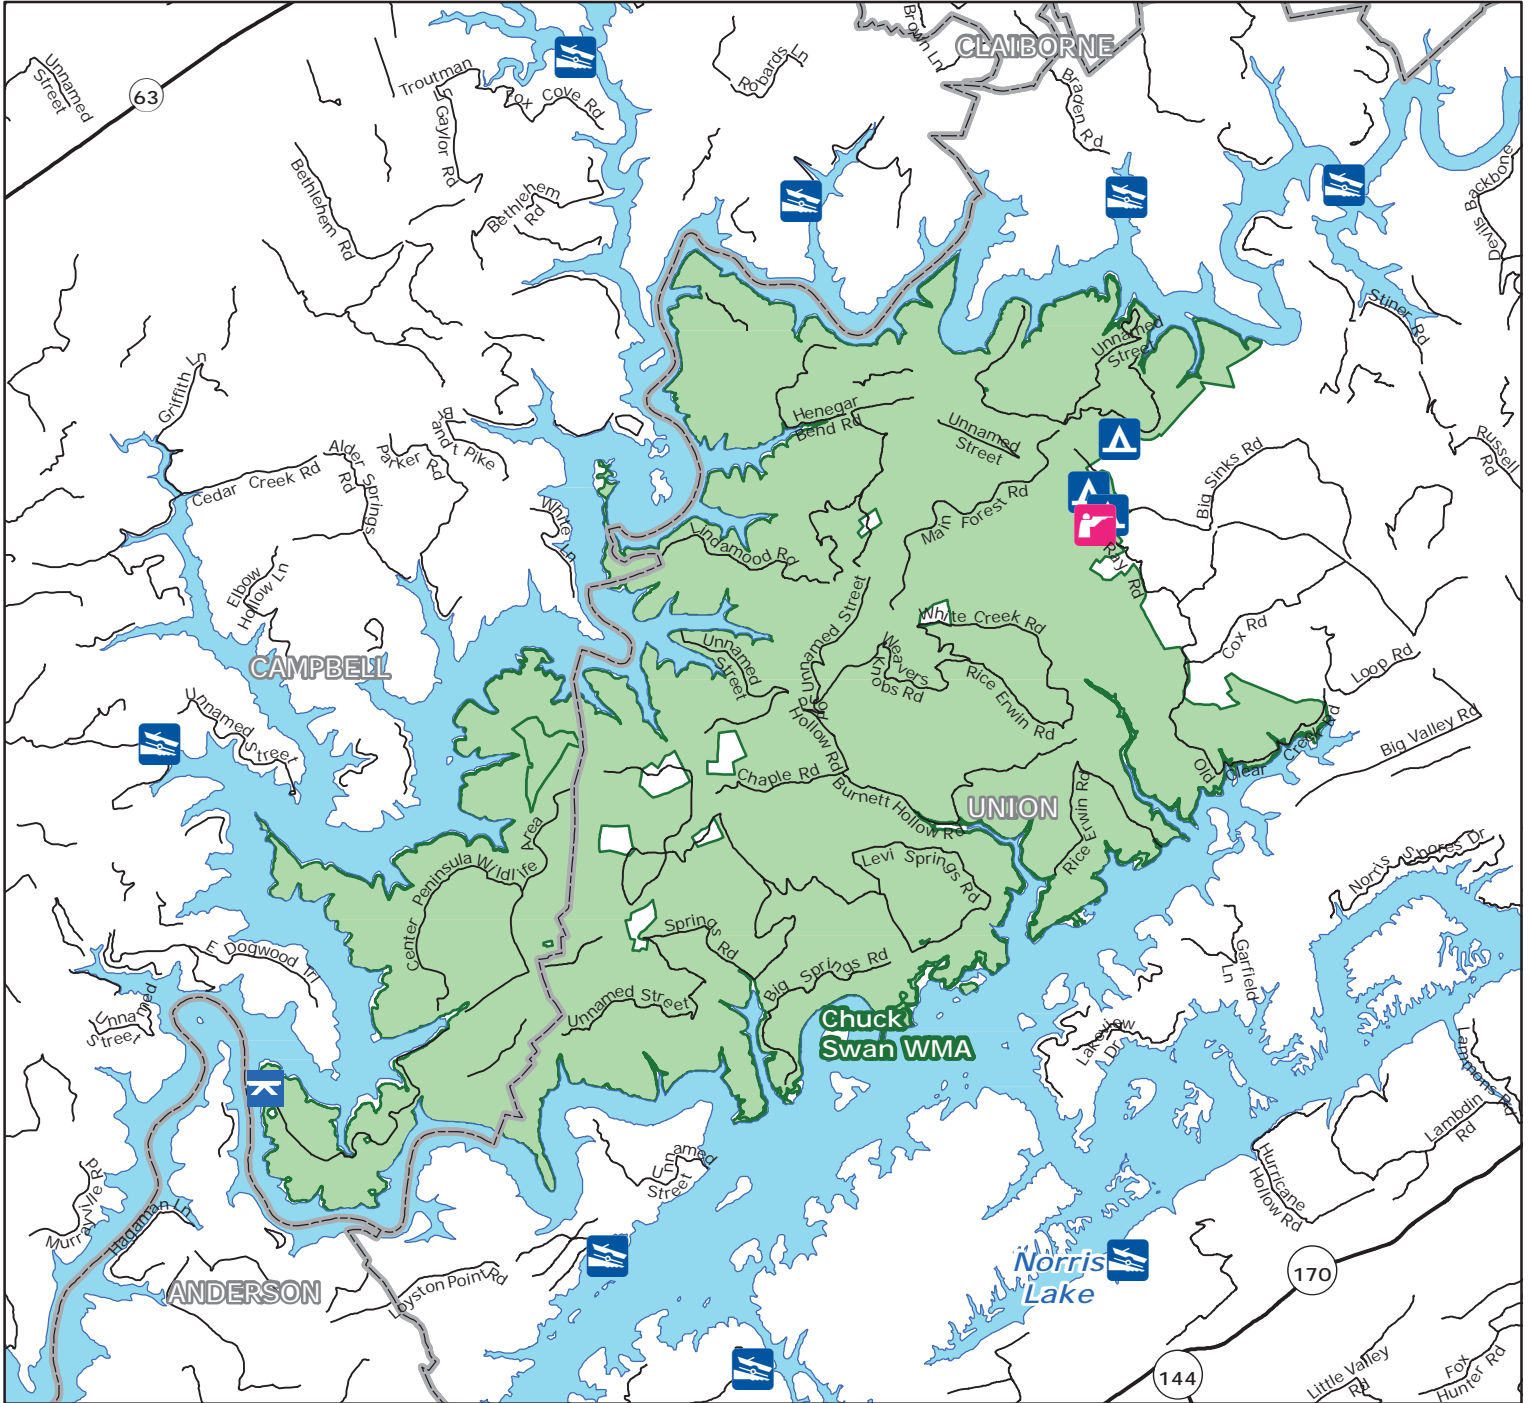 CLAIBORNE
Brown Ln
Unnamed
Street
63
Troutman
Ln
Robards Ln
Fox Cove Rd
Gaylor Rd
Braden Rd
Bethlehem Rd
Bethlehem
Rd
Devils Backbone
Stiner Rd
Unnamed
Street
Griffith Ln
Henegar
Bend Rd
Unnamed
Street
Brant Pike
Parker Rd
Alder Springs
Rd
Cedar Creek Rd
Russell
Rd
Big Sinks Rd
Main Forest Rd
White Ln
Lindamood Rd
Ray Rd
Elbow
Hollow Ln
Unnamed Street
White Creek Rd
Cox Rd
Unnamed
Street
Weavers
Knobs Rd
Rice Erwin Rd
Loop Rd
CAMPBELL
Unnamed
Street
Hollow Rd
Big Valley Rd
Old
Clear Creek Rd
Chaple Rd
Burnett Hollow Rd
UNION
Rice Erwin Rd
Center Peninsula Wildlife Area
Levi Springs
Rd
Norris Shores Dr
Springs
Rd
E Dogwood Trl
Big Springs Rd
Garfield
Ln
Unnamed
Street
Unnamed Street
Chuck
Swan WMA
Lakeview
Dr
Lammons Rd
Lambdin
Rd
Unnamed
Street
Hurricane
Hollow Rd
Murrayville Rd
Hagaman Ln
Norris
Lake
170
ANDERSON
Loyston Point Rd
144
Little Valley
Rd
Fox
Hunter Rd